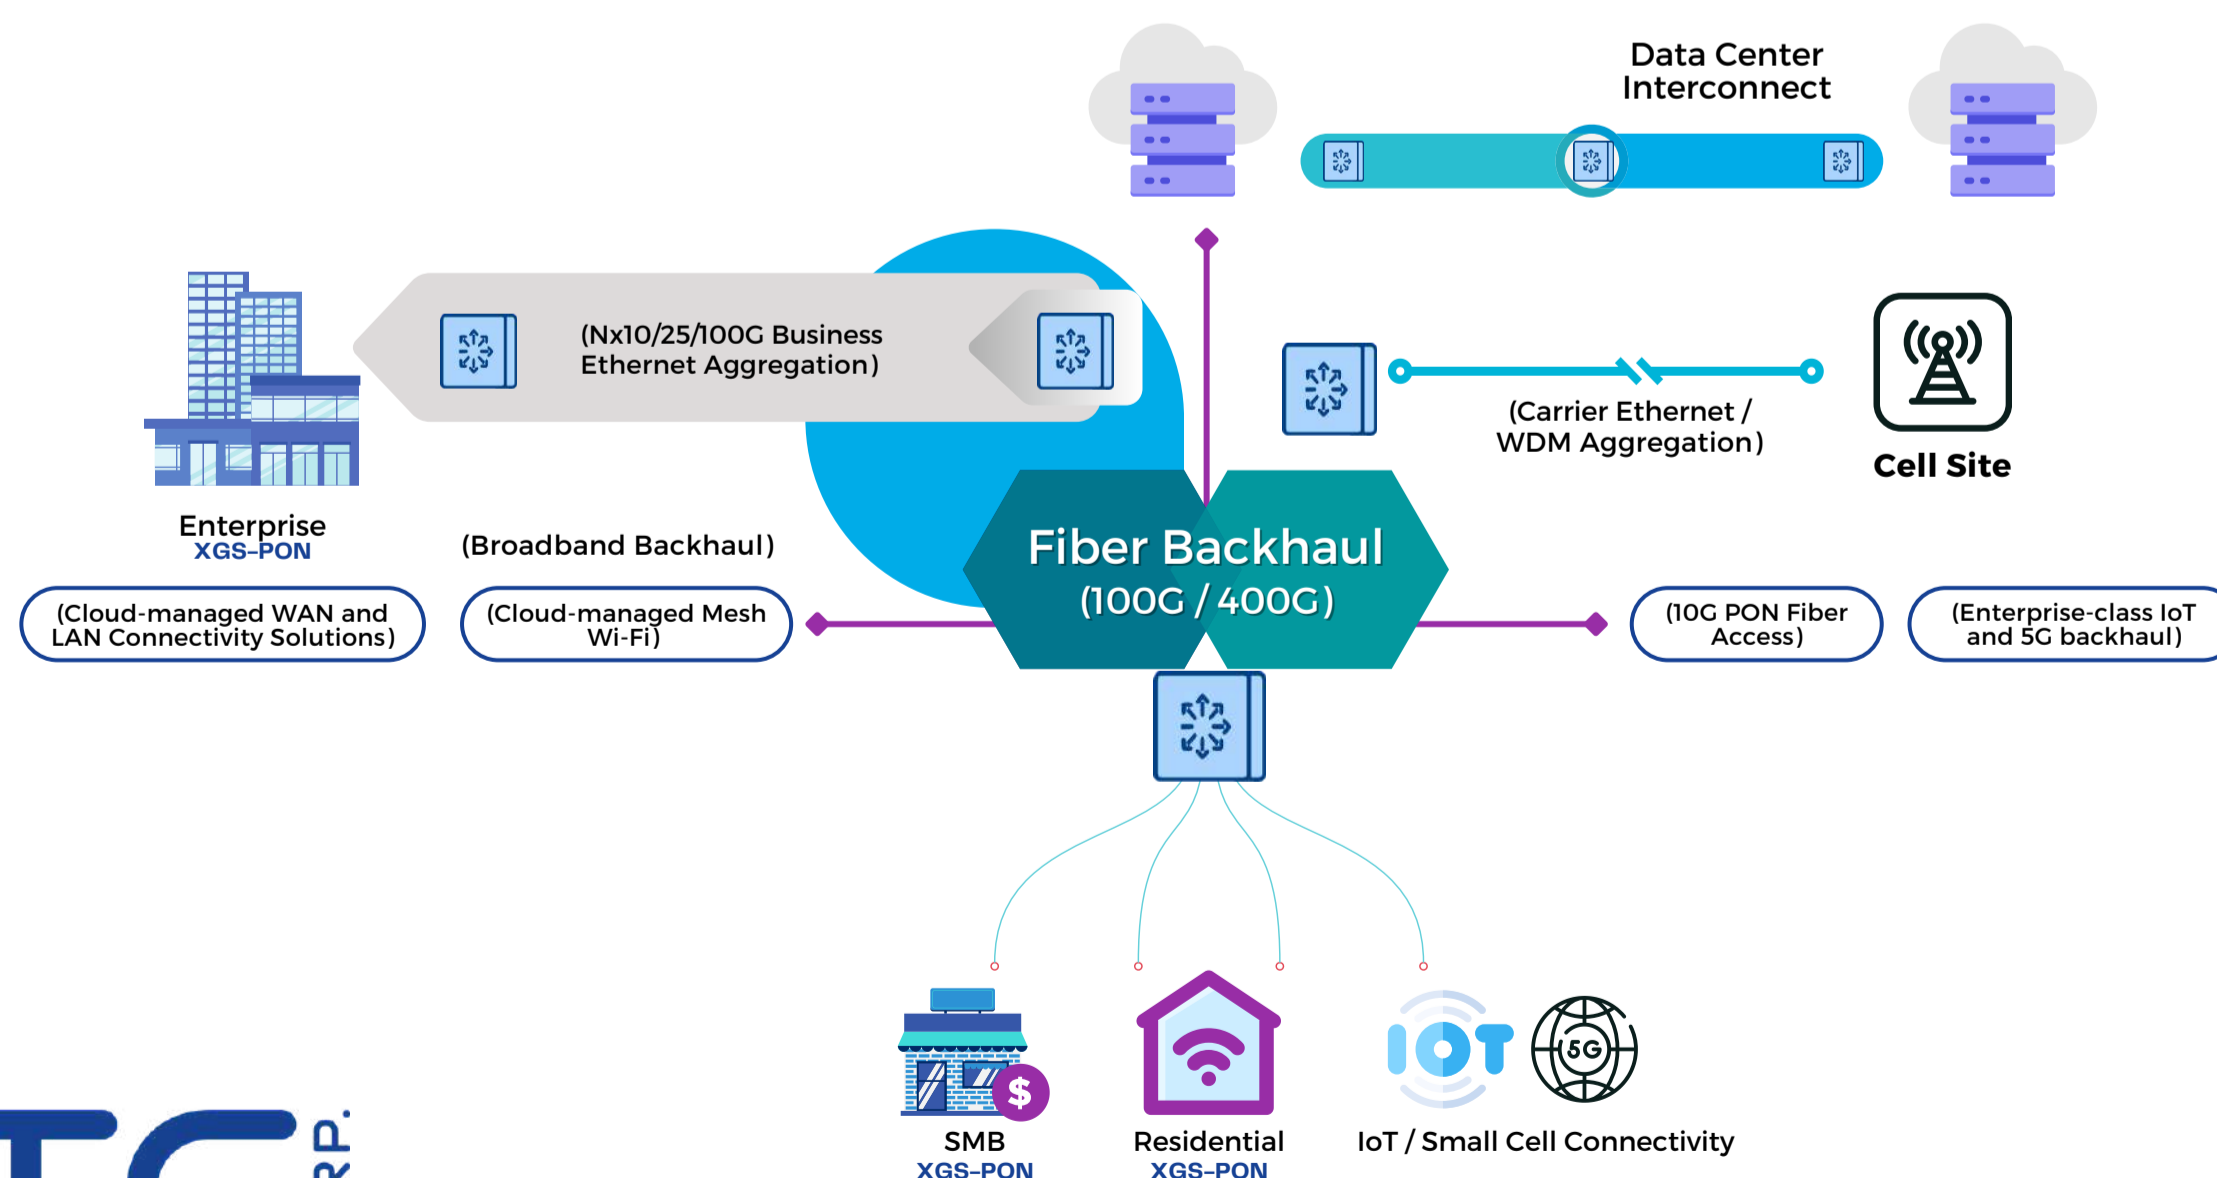 Data Center
Interconnect
(Nx10/25/100G Business
Ethernet Aggregation)
(Carrier Ethernet /
WDM Aggregation)
Cell Site
Enterprise
XGS-PON
(Broadband Backhaul)
Fiber Backhaul
(100G / 400G)
(Cloud-managed WAN and
LAN Connectivity Solutions)
(Cloud-managed Mesh
Wi-Fi)
(10G PON Fiber
Access)
(Enterprise-class IoT
and 5G backhaul)
IOT
5G
$
SMB
XGS-PON
Residential
XGS-PON
IoT / Small Cell Connectivity